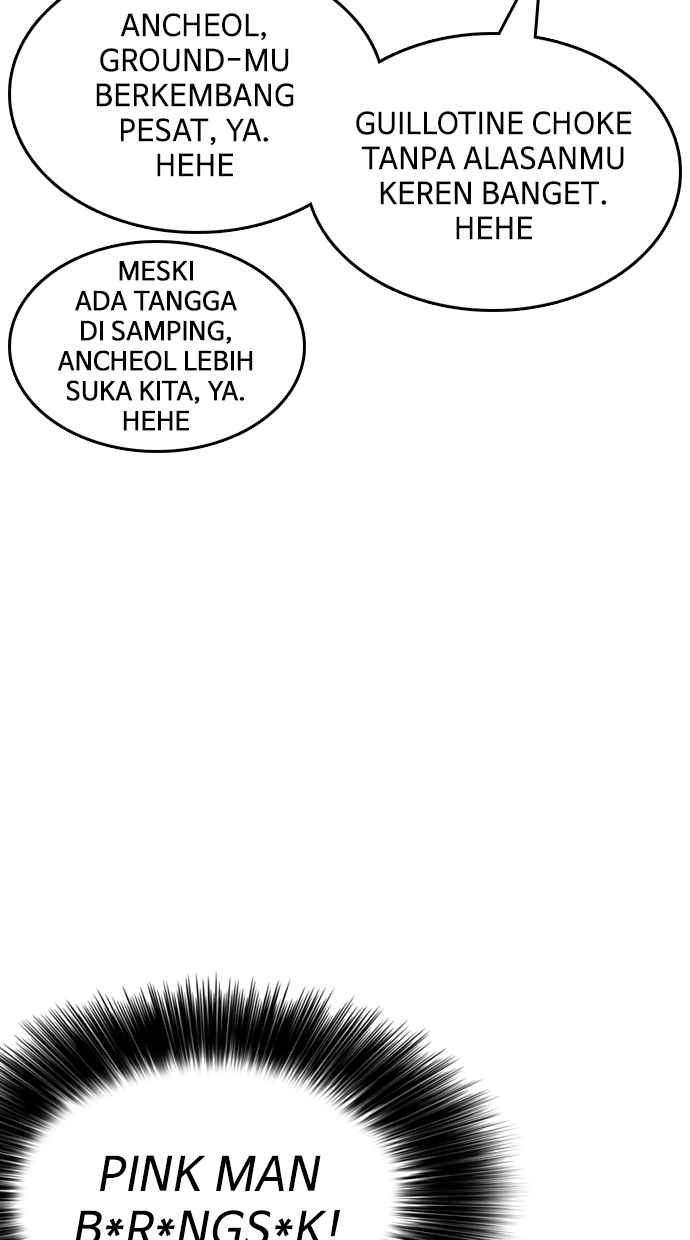 ANCHEOL,
GROUND-MU
BERKEMBANG
PESAT, YA.
HEHE
GUILLOTINE CHOKE
TANPA ALASANMU
KEREN BANGET.
HEHE
MESKI
ADA TANGGA
DI SAMPING,
ANCHEOL LEBIH
SUKA KITA, YA.
HEHE
PINK MAN
B*R*NGS*K!